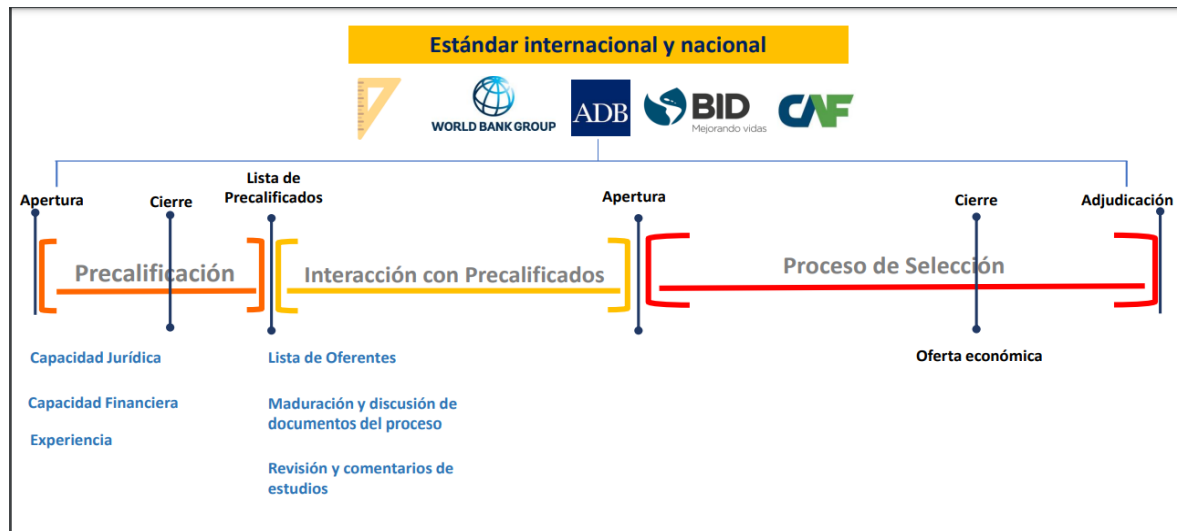 Estándar internacional y nacional
WORLD BANK GROUP
ADB
BID
Mejorando vidas
CAF
Apertura
Cierre
Lista de
Precalificados
Apertura
Cierre
Adjudicación
Precalificación
Interacción con Precalificados
Proceso de Selección
Capacidad Jurídica
Capacidad Financiera
Experiencia
Lista de Oferentes
Maduración y discusión de
documentos del proceso
Revisión y comentarios de
estudios
Oferta económica